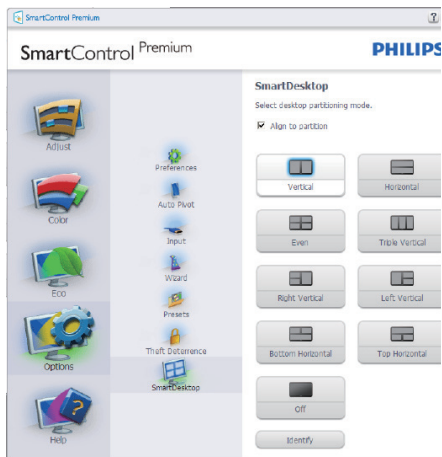 SmartControl Premium
?
SmartControl Premium
PHILIPS
Adjust
Color
Eco
Options
Help
Preferences
Auto Pivot
Input
Wizard
Presets
Theft Deterrence
SmartDesktop
SmartDesktop
Select desktop partitioning mode.
Align to partition
Vertical
Horizontal
Even
Triple Vertical
Right Vertical
Left Vertical
Bottom Horizontal
Top Horizontal
Off
Identify